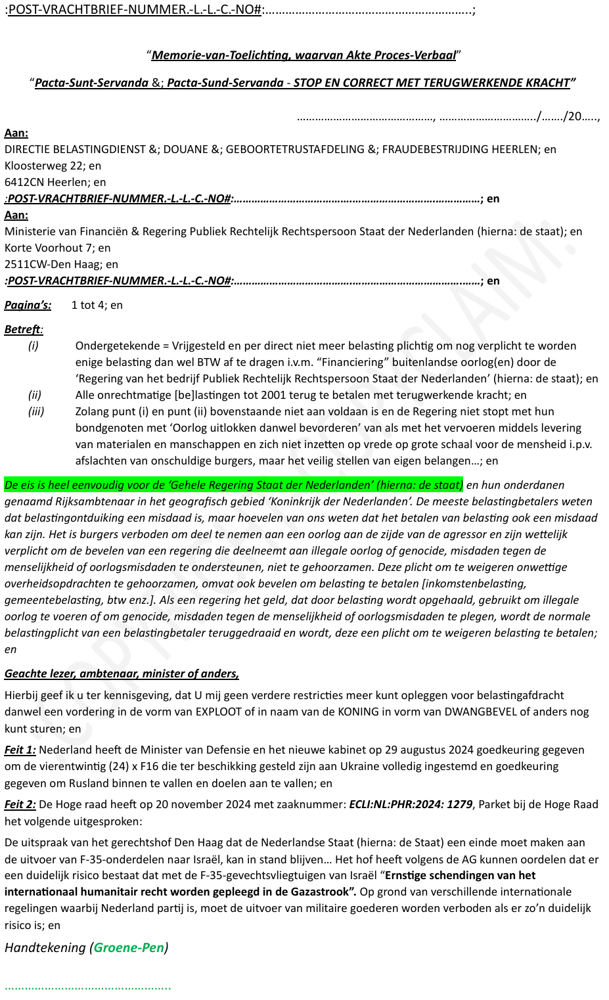 :POST-VRACHTBRIEF-NUMMER.-L.-L.-C.-NO#:……………………………………………………..;
“Memorie-van-Toelichting, waarvan Akte Proces-Verbaal”
“Pacta-Sunt-Servanda &; Pacta-Sund-Servanda - STOP EN CORRECT MET TERUGWERKENDE KRACHT”
………………………………………, …………………………../……./20…..,
Aan:
DIRECTIE BELASTINGDIENST &; DOUANE &; GEBOORTETRUSTAFDELING &; FRAUDEBESTRIJDING HEERLEN; en
Kloosterweg 22; en
6412CN Heerlen; en
:POST-VRACHTBRIEF-NUMMER.-L.-L.-C.-NO#:………………………………………………………………………; en
Aan:
Ministerie van Financiën & Regering Publiek Rechtelijk Rechtspersoon Staat der Nederlanden (hierna: de staat); en
Korte Voorhout 7; en
2511CW-Den Haag; en
:POST-VRACHTBRIEF-NUMMER.-L.-L.-C.-NO#:………………………………………………………………………; en
Pagina’s: 1 tot 4; en
Betreft:
(i) Ondergetekende = Vrijgesteld en per direct niet meer belasting plichtig om nog verplicht te worden
enige belasting dan wel BTW af te dragen i.v.m. “Financiering” buitenlandse oorlog(en) door de
‘Regering van het bedrijf Publiek Rechtelijk Rechtspersoon Staat der Nederlanden’ (hierna: de staat); en
(ii) Alle onrechtmatige [be]lastingen tot 2001 terug te betalen met terugwerkende kracht; en
(iii) Zolang punt (i) en punt (ii) bovenstaande niet aan voldaan is en de Regering niet stopt met hun
bondgenoten met ‘Oorlog uitlokken danwel bevorderen’ van als met het vervoeren middels levering
van materialen en manschappen en zich niet inzetten op vrede op grote schaal voor de mensheid i.p.v.
afslachten van onschuldige burgers, maar het veilig stellen van eigen belangen…; en
De eis is heel eenvoudig voor de ‘Gehele Regering Staat der Nederlanden’ (hierna: de staat) en hun onderdanen
genaamd Rijksambtenaar in het geografisch gebied ‘Koninkrijk der Nederlanden’. De meeste belastingbetalers weten
dat belastingontduiking een misdaad is, maar hoevelen van ons weten dat het betalen van belasting ook een misdaad
kan zijn. Het is burgers verboden om deel te nemen aan een oorlog aan de zijde van de agressor en zijn wettelijk
verplicht om de bevelen van een regering die deelneemt aan illegale oorlog of genocide, misdaden tegen de
menselijkheid of oorlogsmisdaden te ondersteunen, niet te gehoorzamen. Deze plicht om te weigeren onwettige
overheidsopdrachten te gehoorzamen, omvat ook bevelen om belasting te betalen [inkomstenbelasting,
gemeentebelasting, btw enz.]. Als een regering het geld, dat door belasting wordt opgehaald, gebruikt om illegale
oorlog te voeren of om genocide, misdaden tegen de menselijkheid of oorlogsmisdaden te plegen, wordt de normale
belastingplicht van een belastingbetaler teruggedraaid en wordt, deze een plicht om te weigeren belasting te betalen;
en
Geachte lezer, ambtenaar, minister of anders,
Hierbij geef ik u ter kennisgeving, dat U mij geen verdere restricties meer kunt opleggen voor belastingafdracht
danwel een vordering in de vorm van EXPLOOT of in naam van de KONING in vorm van DWANGBEVEL of anders nog
kunt sturen; en
Feit 1: Nederland heeft de Minister van Defensie en het nieuwe kabinet op 29 augustus 2024 goedkeuring gegeven
om de vierentwintig (24) x F16 die ter beschikking gesteld zijn aan Ukraine volledig ingestemd en goedkeuring
gegeven om Rusland binnen te vallen en doelen aan te vallen; en
Feit 2: De Hoge raad heeft op 20 november 2024 met zaaknummer: ECLI:NL:PHR:2024: 1279, Parket bij de Hoge Raad
het volgende uitgesproken:
De uitspraak van het gerechtshof Den Haag dat de Nederlandse Staat (hierna: de Staat) een einde moet maken aan
de uitvoer van F-35-onderdelen naar Israël, kan in stand blijven… Het hof heeft volgens de AG kunnen oordelen dat er
een duidelijk risico bestaat dat met de F-35-gevechtsvliegtuigen van Israël “Ernstige schendingen van het
internationaal humanitair recht worden gepleegd in de Gazastrook”. Op grond van verschillende internationale
regelingen waarbij Nederland partij is, moet de uitvoer van militaire goederen worden verboden als er zo’n duidelijk
risico is; en
Handtekening (Groene-Pen)
…………………………………………..
:COPYRIGHT-COPYCLAIM: